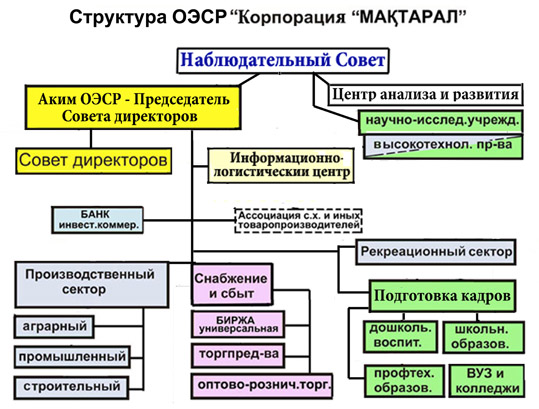 Структура ОЭСР “Корпорация “МАҚТАРАЛ”
Наблюдательный Совет
Аким ОЭСР - Председатель
Совета директоров
Центр анализа и развития
научно-исслед.учрежд.
высокотехнол. пр-ва
Совет директоров
Информационно-
логистическии центр
БАНК
инвест.коммер.
Ассоциация с.х. и иных
товаропроизводителей
Рекреационный сектор
Производственный
сектор
Снабжение
и сбыт
Подготовка кадров
аграрный
промышленный
строительный
БИРЖА
универсальная
торгпред-ва
оптово-рознич.торг.
дошколь.
воспит.
школьн.
образов.
профтех.
образов.
ВУЗ и
колледжи